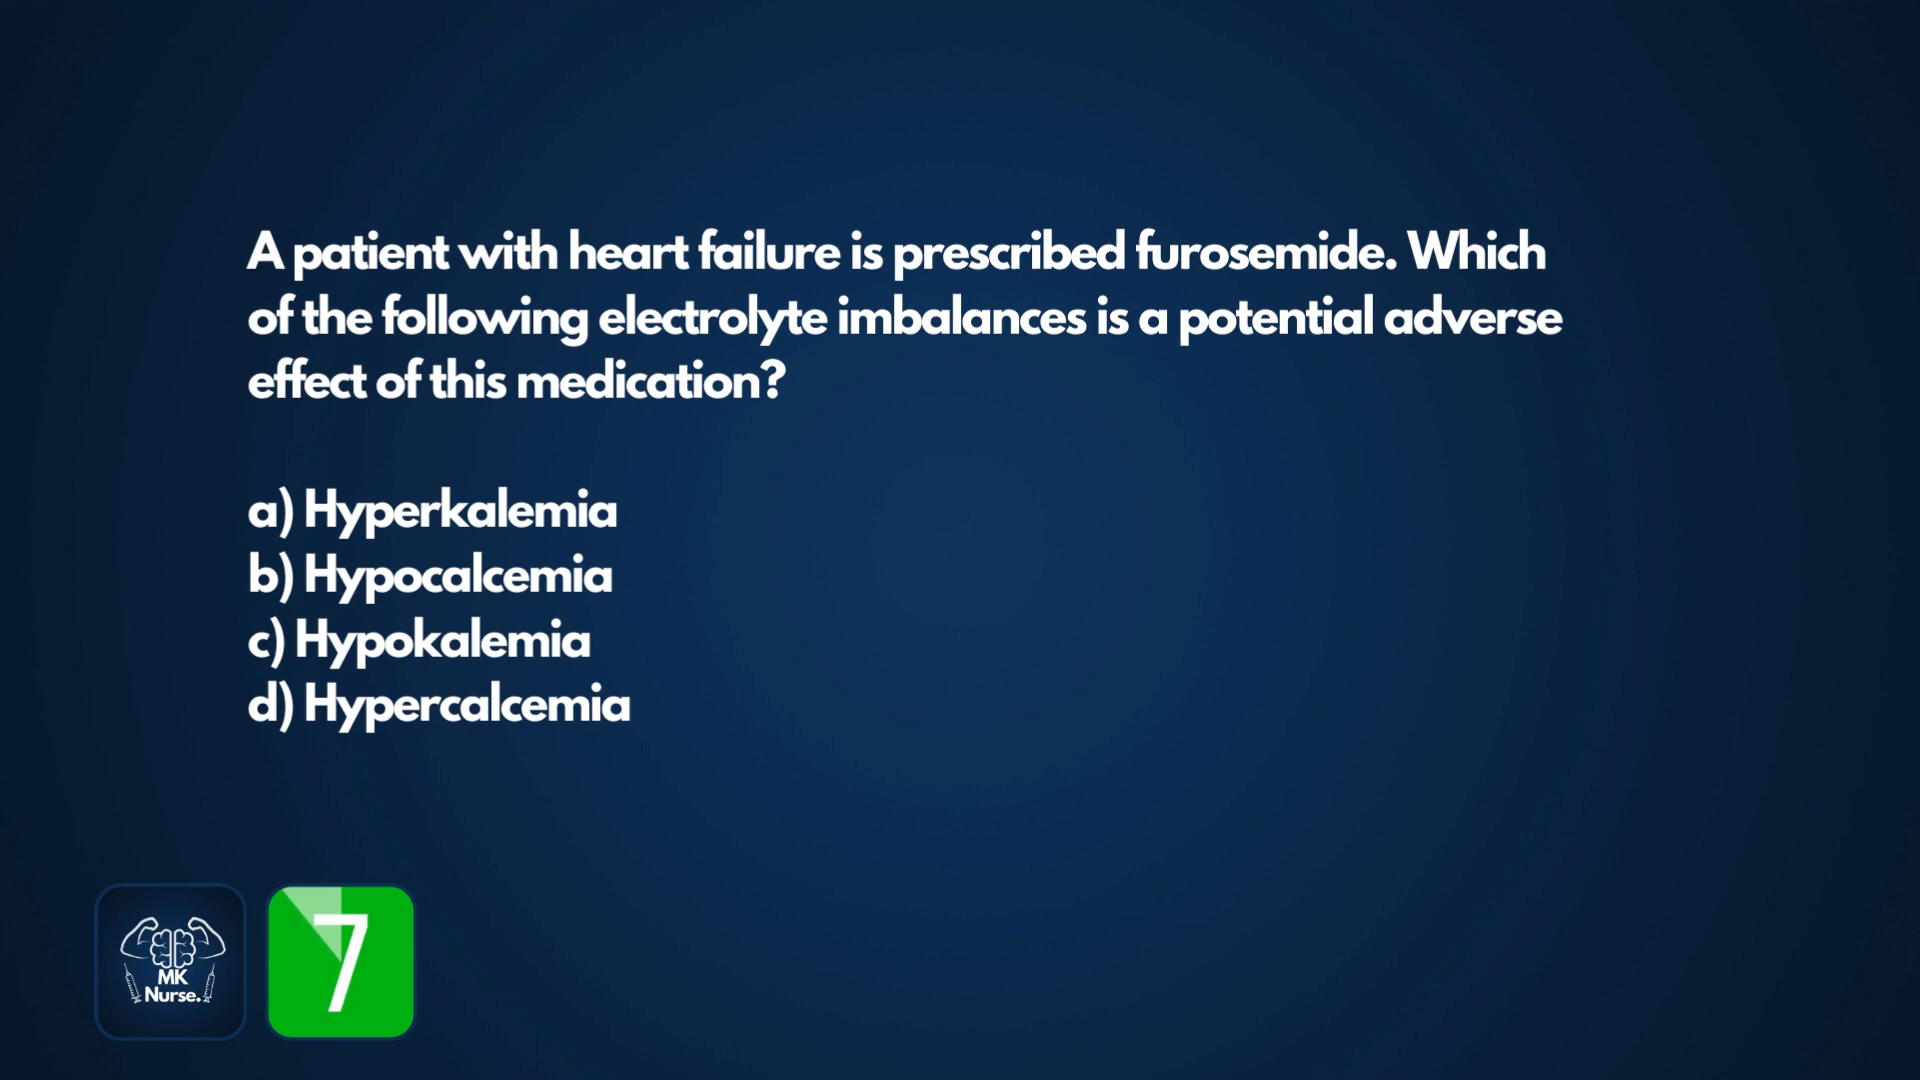 A patient with heart failure is prescribed furosemide. Which
of the following electrolyte imbalances is a potential adverse
effect of this medication?
a) Hyperkalemia
b) Hypocalcemia
c) Hypokalemia
d) Hypercalcemia
MK
Nurse.
7